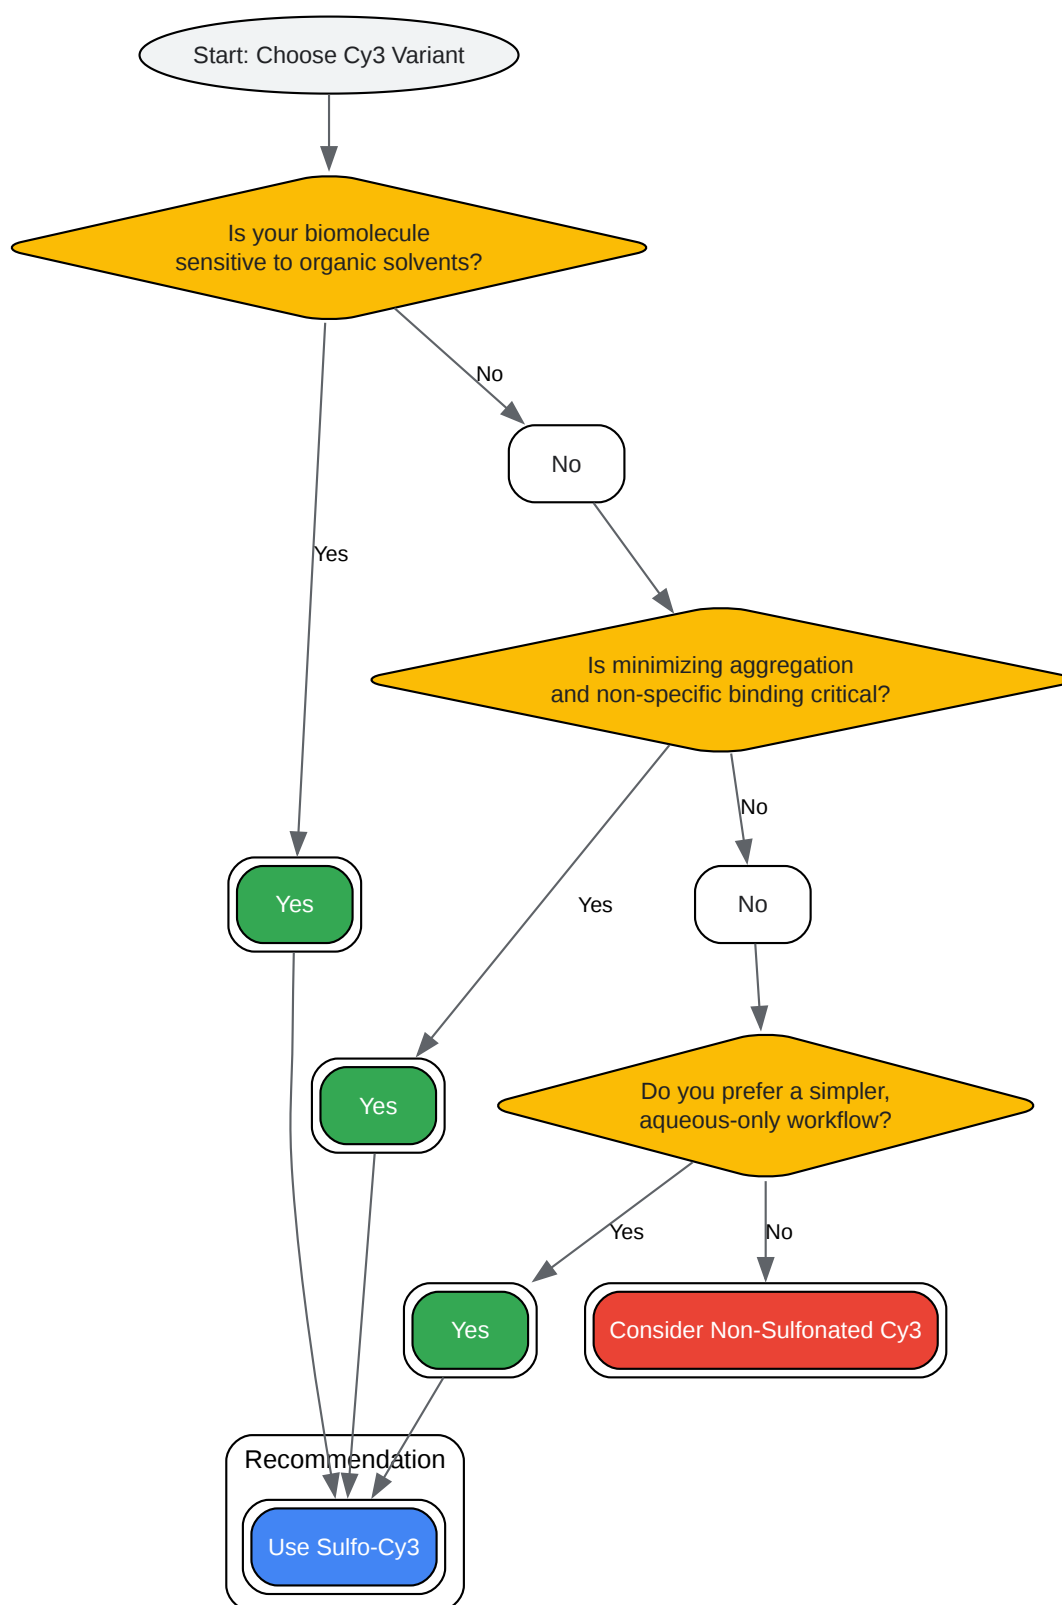 Start: Choose Cy3 Variant
Is your biomolecule
sensitive to organic solvents?
No
No
Yes
Is minimizing aggregation
and non-specific binding critical?
No
Yes
No
Yes
Do you prefer a simpler,
aqueous-only workflow?
Yes
Yes
No
Yes
Consider Non-Sulfonated Cy3
Recommendation
Use Sulfo-Cy3